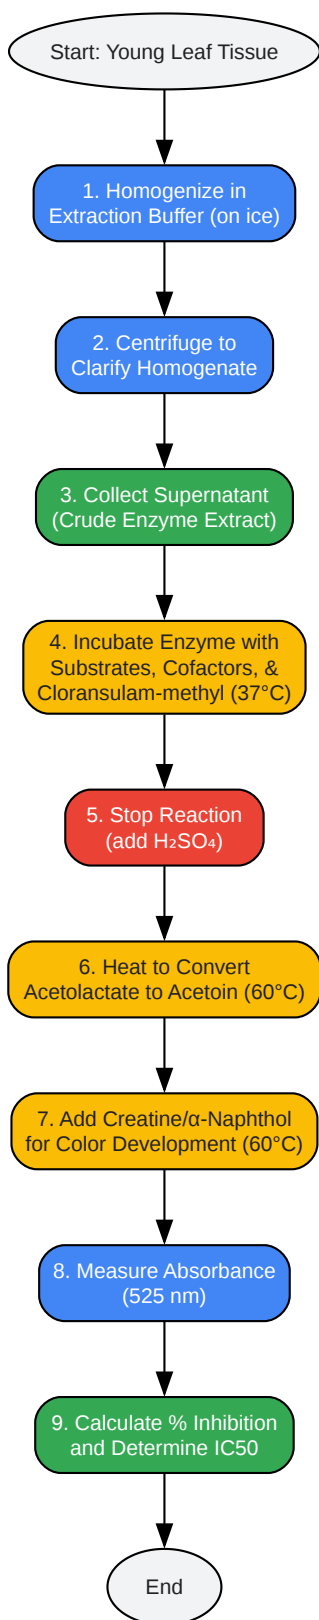 Start: Young Leaf Tissue
1. Homogenize in
Extraction Buffer (on ice)
2. Centrifuge to
Clarify Homogenate
3. Collect Supernatant
(Crude Enzyme Extract)
4. Incubate Enzyme with
Substrates, Cofactors, &
Cloransulam-methyl (37°C)
5. Stop Reaction
(add H₂SO₄)
6. Heat to Convert
Acetolactate to Acetoin (60°C)
7. Add Creatine/α-Naphthol
for Color Development (60°C)
8. Measure Absorbance
(525 nm)
9. Calculate % Inhibition
and Determine IC50
End